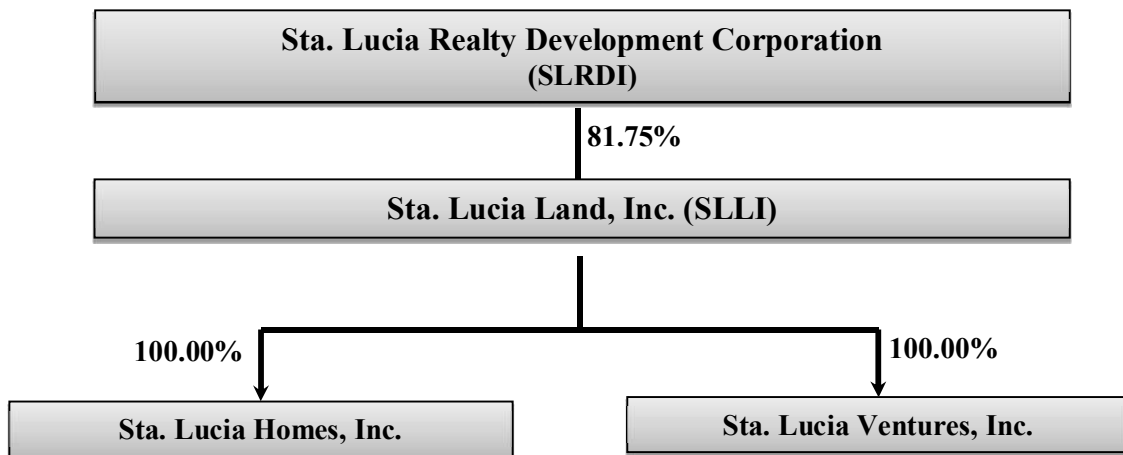 Sta. Lucia Realty Development Corporation
(SLRDI)
81.75%
Sta. Lucia Land, Inc. (SLLI)
100.00%
100.00%
Sta. Lucia Homes, Inc.
Sta. Lucia Ventures, Inc.